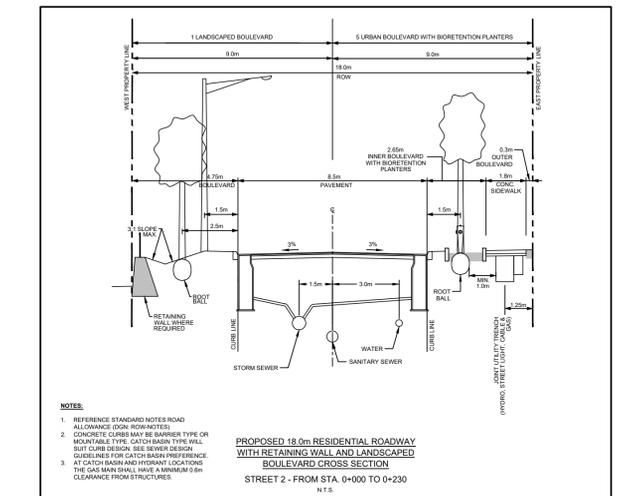 1 LANDSCAPED BOULEVARD
5 URBAN BOULEVARD WITH BIORETENTION PLANTERS
9.0m
9.0m
18.0m
ROW
WEST PROPERTY LINE
EAST PROPERTY LINE
2.65m
INNER BOULEVARD
WITH BIORETENTION
PLANTERS
0.3m
OUTER
BOULEVARD
4.75m
BOULEVARD
8.5m
PAVEMENT
1.8m
CONC.
SIDEWALK
1.5m
1.5m
2.5m
3:1 SLOPE
MAX.
3%
3%
1.5m
3.0m
ROOT
BALL
ROOT
BALL
MIN.
1.0m
1.25m
RETAINING
WALL WHERE
REQUIRED
CURB LINE
CURB LINE
WATER
SANITARY SEWER
STORM SEWER
JOINT UTILITY TRENCH
(HYDRO, STREET LIGHT, CABLE &
GAS)
NOTES:
1. REFERENCE STANDARD NOTES ROAD
ALLOWANCE (DGN: ROW-NOTES)
2. CONCRETE CURBS MAY BE BARRIER TYPE OR
MOUNTABLE TYPE. CATCH BASIN TYPE WILL
SUIT CURB DESIGN. SEE SEWER DESIGN
GUIDELINES FOR CATCH BASIN PREFERENCE.
3. AT CATCH BASIN AND HYDRANT LOCATIONS
THE GAS MAIN SHALL HAVE A MINIMUM 0.6m
CLEARANCE FROM STRUCTURES.
PROPOSED 18.0m RESIDENTIAL ROADWAY
WITH RETAINING WALL AND LANDSCAPED
BOULEVARD CROSS SECTION
STREET 2 - FROM STA. 0+000 TO 0+230
N.T.S.